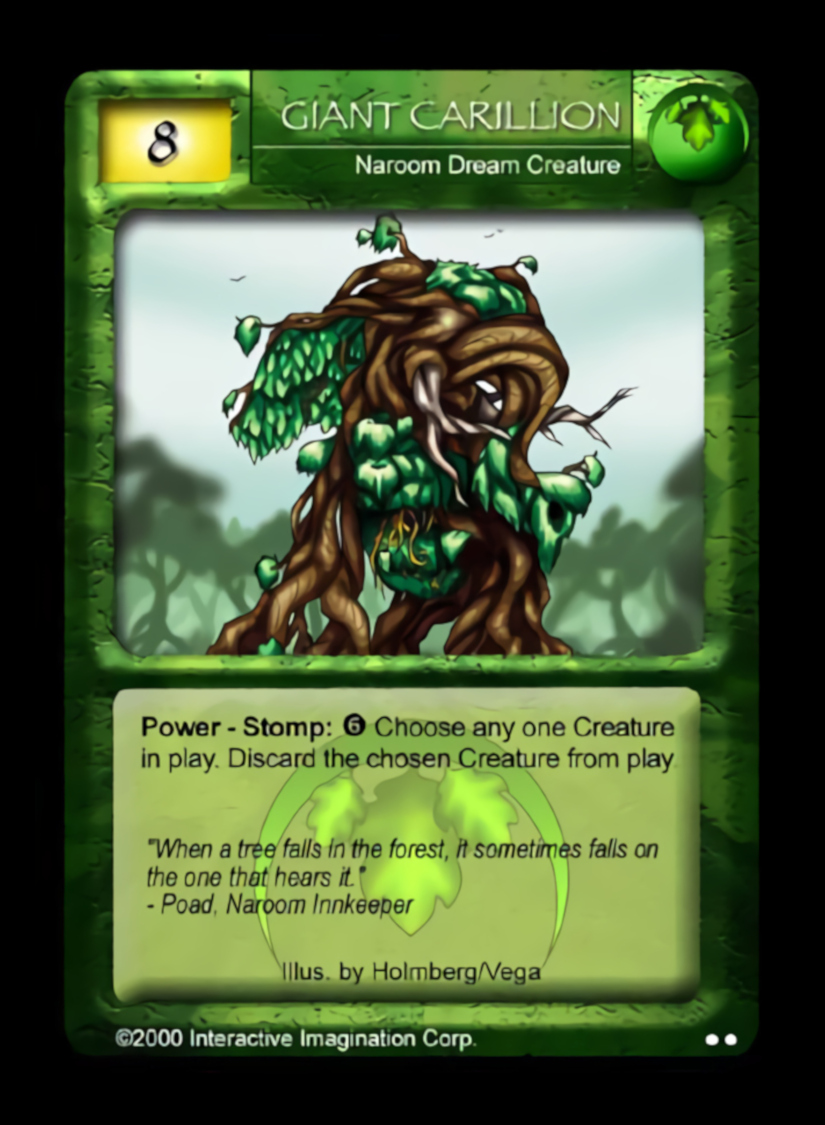 8
GIANT CARILLION
Naroom Dream Creature
Power - Stomp: ❻ Choose any one Creature
in play. Discard the chosen Creature from play.
"When a tree falls in the forest, it sometimes falls on
the one that hears it."
- Poad, Naroom Innkeeper
Illus. by Holmberg/Vega
©2000 Interactive Imagination Corp.